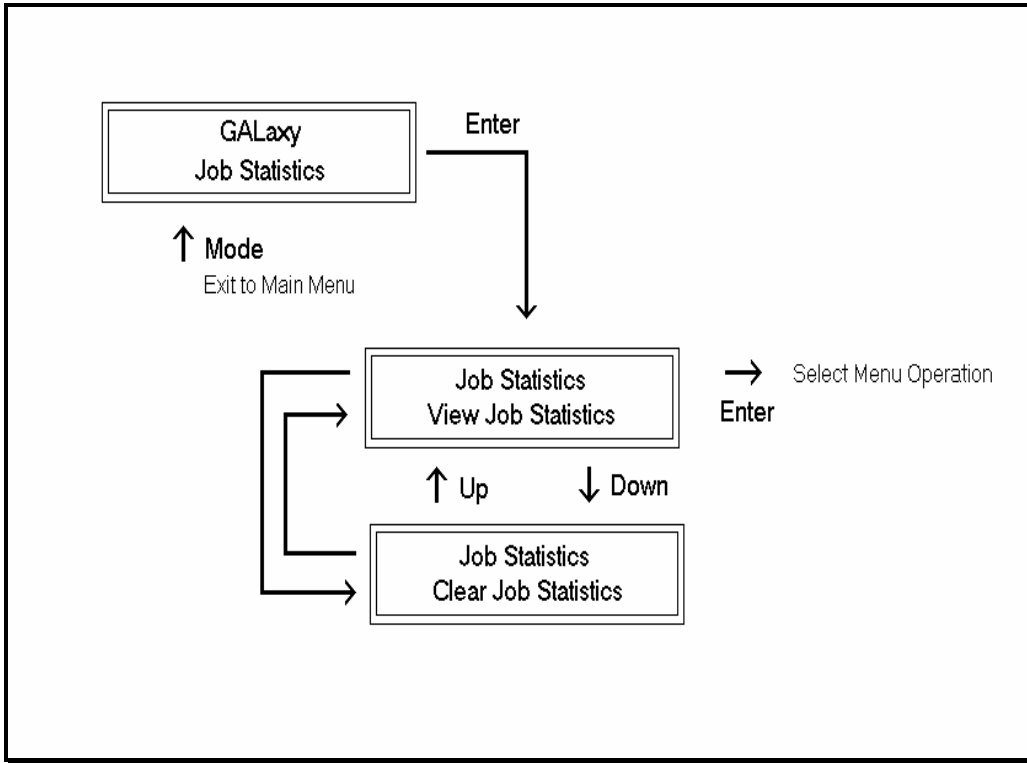 GALaxy
Job Statistics
Enter
Mode
Exit to Main Menu
Job Statistics
View Job Statistics
Select Menu Operation
Enter
Up
Down
Job Statistics
Clear Job Statistics